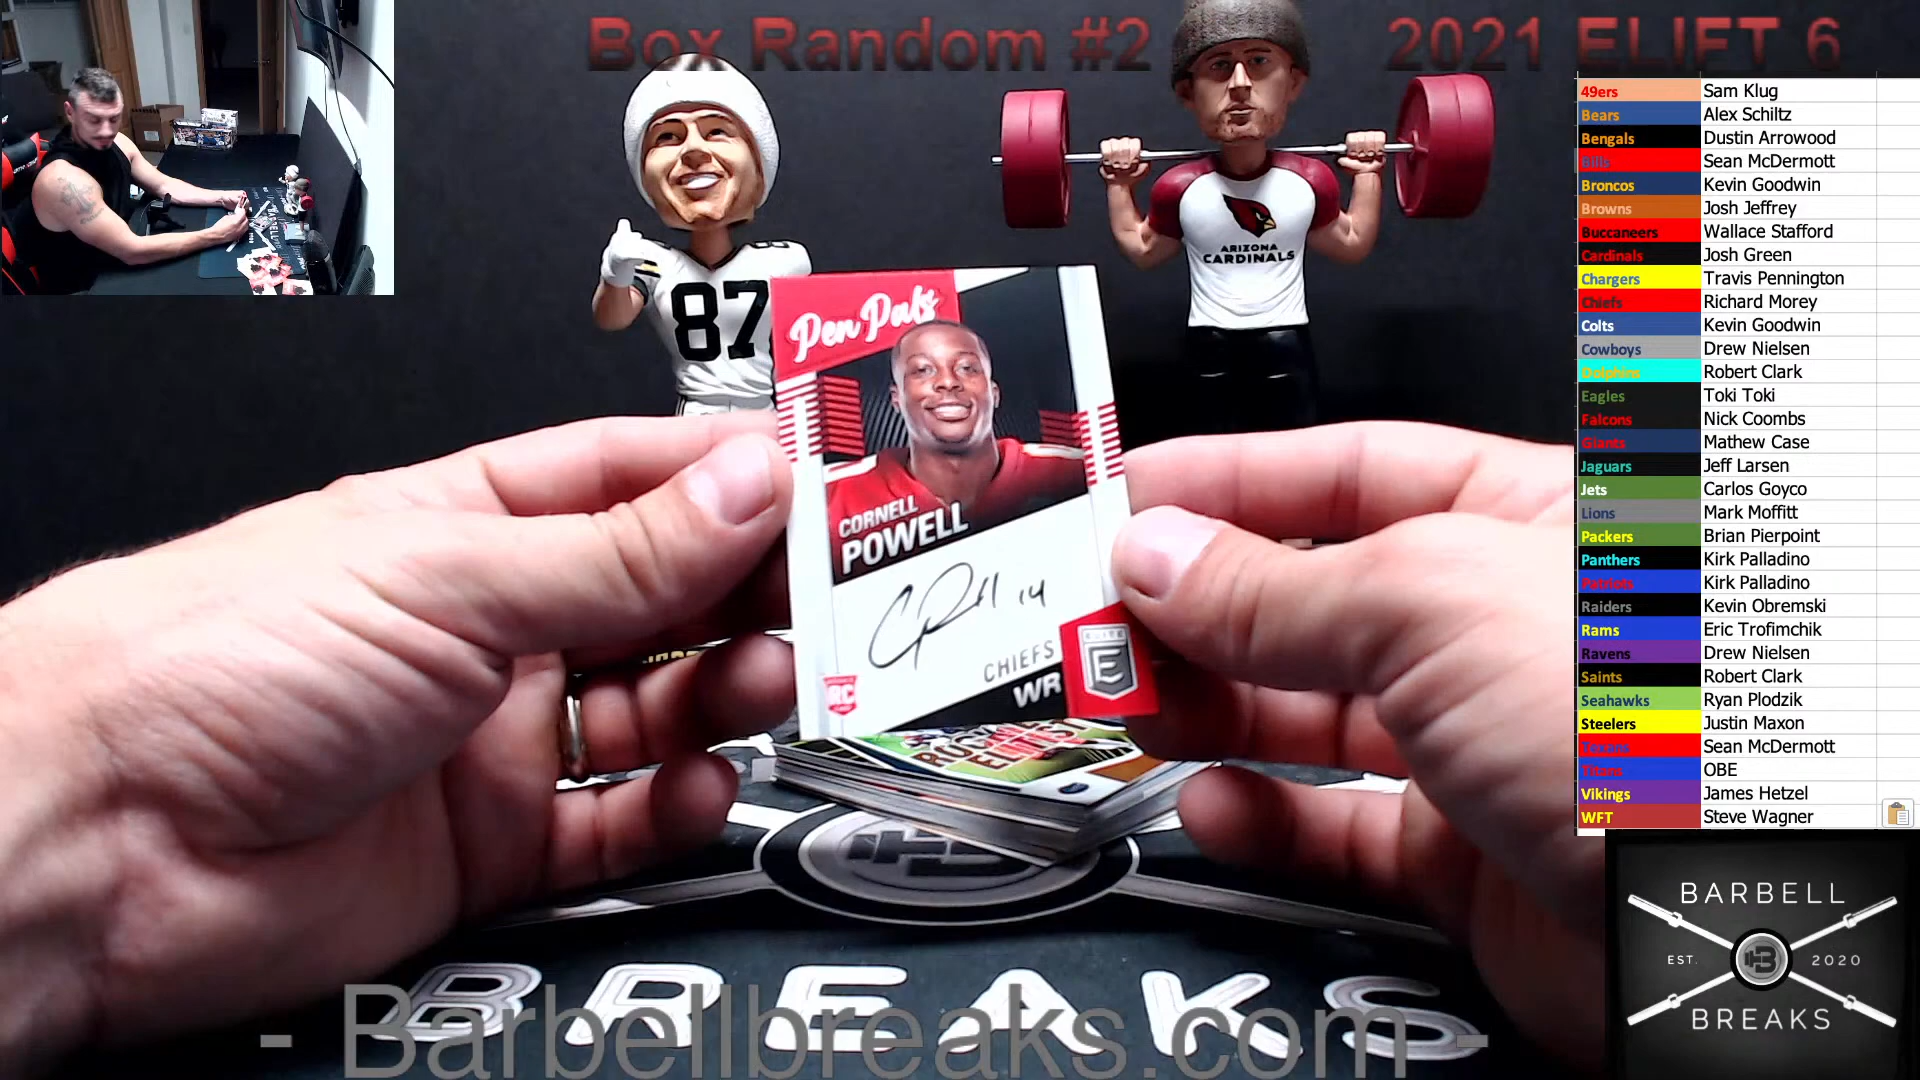 Box Random #2
2021 ELIFT 6
49ers Sam Klug
Bears Alex Schiltz
Bengals Dustin Arrowood
Bills Sean McDermott
Broncos Kevin Goodwin
Browns Josh Jeffrey
Buccaneers Wallace Stafford
Cardinals Josh Green
Chargers Travis Pennington
Chiefs Richard Morey
Colts Kevin Goodwin
Cowboys Drew Nielsen
Dolphins Robert Clark
Eagles Toki Toki
Falcons Nick Coombs
Giants Mathew Case
Jaguars Jeff Larsen
Jets Carlos Goyco
Lions Mark Moffitt
Packers Brian Pierpoint
Panthers Kirk Palladino
Patriots Kirk Palladino
Raiders Kevin Obremski
Rams Eric Trofimchik
Ravens Drew Nielsen
Saints Robert Clark
Seahawks Ryan Plodzik
Steelers Justin Maxon
Texans Sean McDermott
Titans OBE
Vikings James Hetzel
WFT Steve Wagner
87
ARIZONA
CARDINALS
Pen Pals
CORNELL
POWELL
14
CHIEFS
WR
RC
ELITE
E
BREAKS
- Barbellbreaks.com -
BARBELL
EST. B 2020
BREAKS